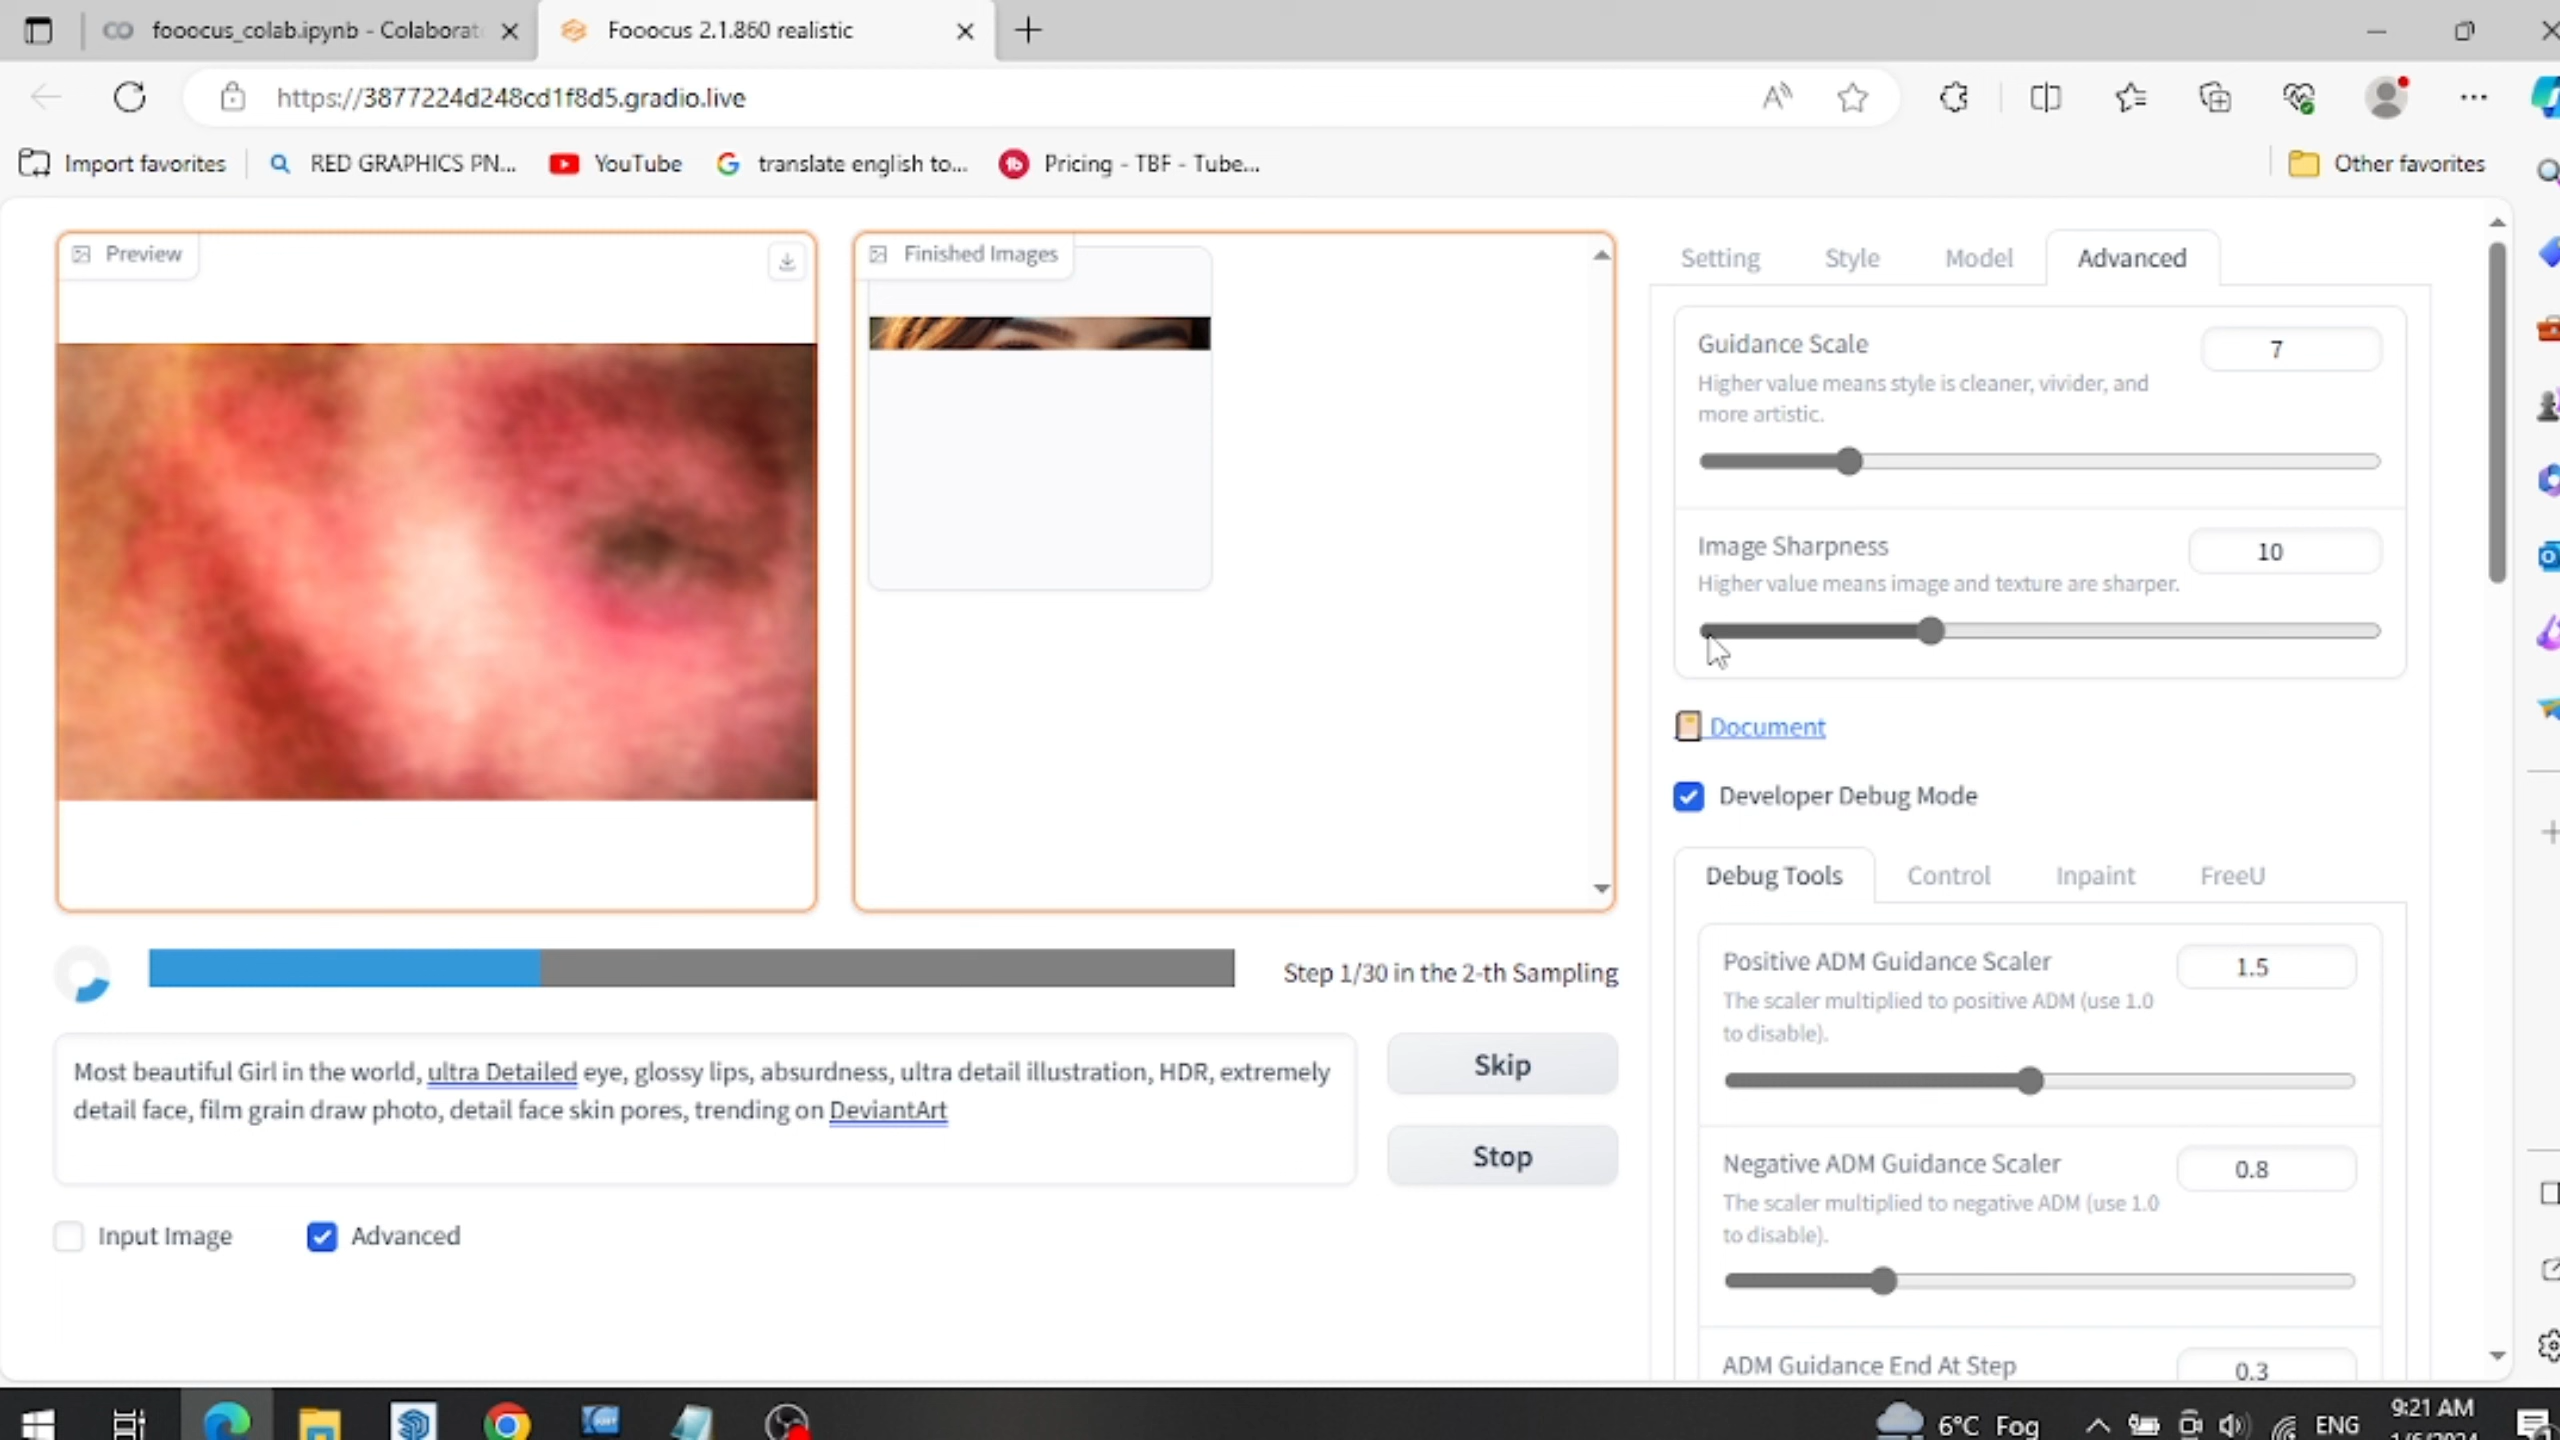 fooocus_colab.ipynb - Colaborat
Fooocus 2.1.860 realistic
https://3877224d248cd1f8d5.gradio.live
Import favorites
RED GRAPHICS PN...
YouTube
translate english to...
Pricing - TBF - Tube...
Other favorites
Preview
Finished Images
Setting
Style
Model
Advanced
Guidance Scale
7
Higher value means style is cleaner, vivider, and
more artistic.
Image Sharpness
10
Higher value means image and texture are sharper.
Document
Developer Debug Mode
Debug Tools
Control
Inpaint
FreeU
Positive ADM Guidance Scaler
1.5
The scaler multiplied to positive ADM (use 1.0
to disable).
Negative ADM Guidance Scaler
0.8
The scaler multiplied to negative ADM (use 1.0
to disable).
ADM Guidance End At Step
0.3
Step 1/30 in the 2-th Sampling
Most beautiful Girl in the world, ultra Detailed eye, glossy lips, absurdness, ultra detail illustration, HDR, extremely
detail face, film grain draw photo, detail face skin pores, trending on DeviantArt
Skip
Stop
Input Image
Advanced
6°C Fog
ENG
9:21 AM
1/6/2024